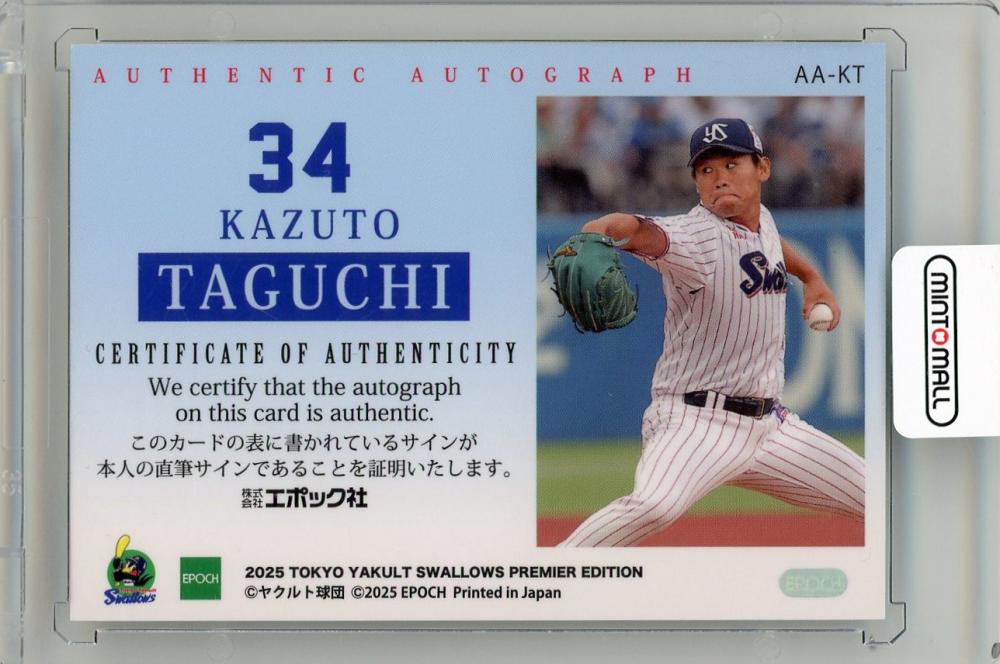 AUTHENTIC AUTOGRAPH
AA-KT
34
KAZUTO
TAGUCHI
CERTIFICATE OF AUTHENTICITY
We certify that the autograph
on this card is authentic.
このカードの表に書かれているサインが
本人の直筆サインであることを証明いたします。
株式会社エポック社
YS
Swal
Swallows
EPOCH
2025 TOKYO YAKULT SWALLOWS PREMIER EDITION
©ヤクルト球団 ©2025 EPOCH Printed in Japan
EPOCH
MINTMALL
35